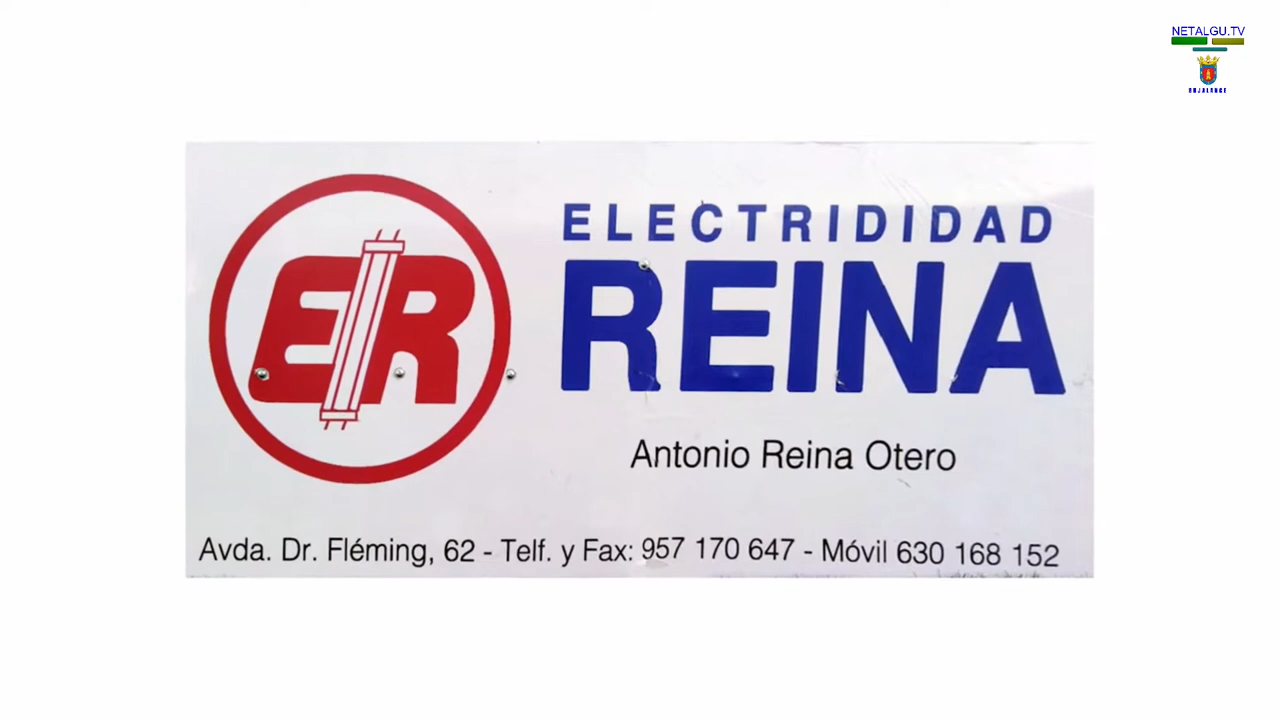 NETALGU.TV
BUJALANCE
ER
ELECTRIDIDAD
REINA
Antonio Reina Otero
Avda. Dr. Fléming, 62 - Telf. y Fax: 957 170 647 - Móvil 630 168 152